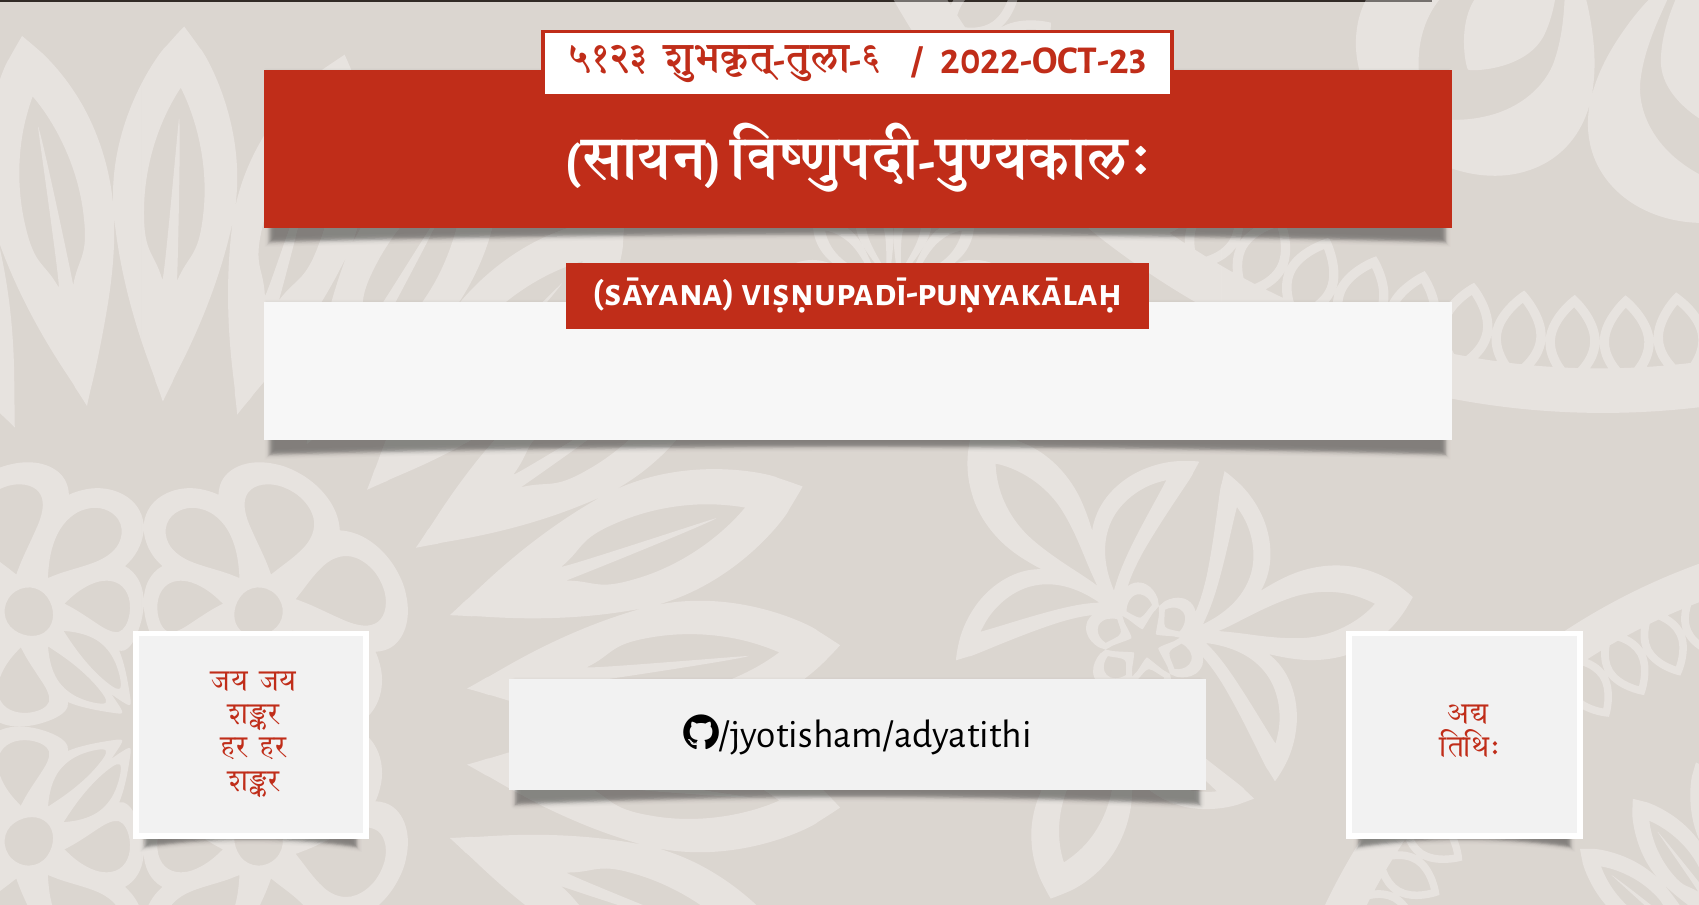 ५१२३ शुभकृत्-तुला-६ / 2022-OCT-23
(सायन) विष्णुपदी-पुण्यकालः
(SĀYANA) VIṢṆUPADĪ-PUṆYAKĀLAḤ
जय जय
शङ्कर
हर हर
शङ्कर
/jyotisham/adyatithi
अद्य
तिथिः